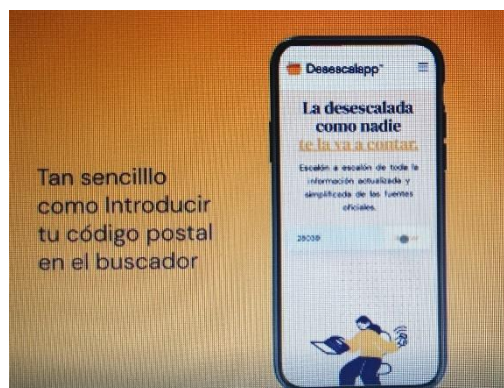 Tan sencilllo
como Introducir
tu código postal
en el buscador
Desescalapp
La desescalada
como nadie
te la va a contar.
Escalón a escalón de toda la
información actualizada y
simplificada de las fuentes
oficiales.
28039